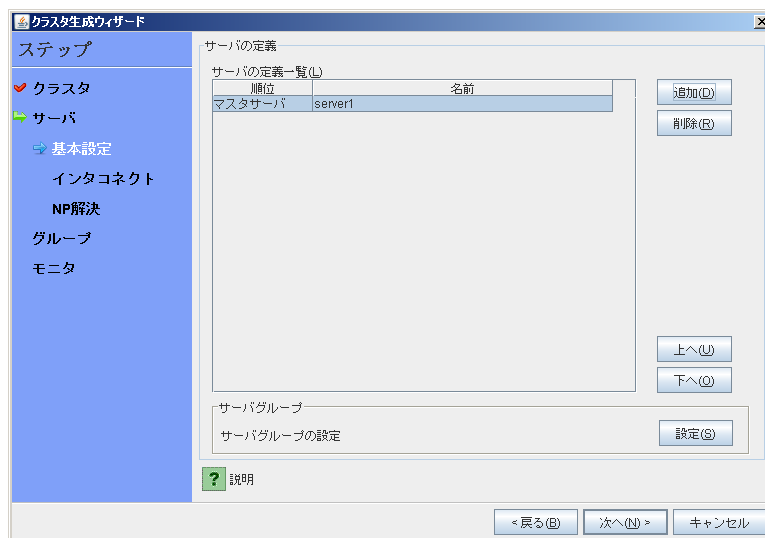 クラスタ生成ウィザード
ステップ
クラスタ
サーバ
基本設定
インタコネクト
NP解決
グループ
モニタ
サーバの定義
サーバの定義一覧(L)
順位 名前
マスタサーバ server1
追加(D)
削除(R)
上へ(U)
下へ(O)
サーバグループ
サーバグループの設定
設定(S)
? 説明
<戻る(B) 次へ(N)> キャンセル